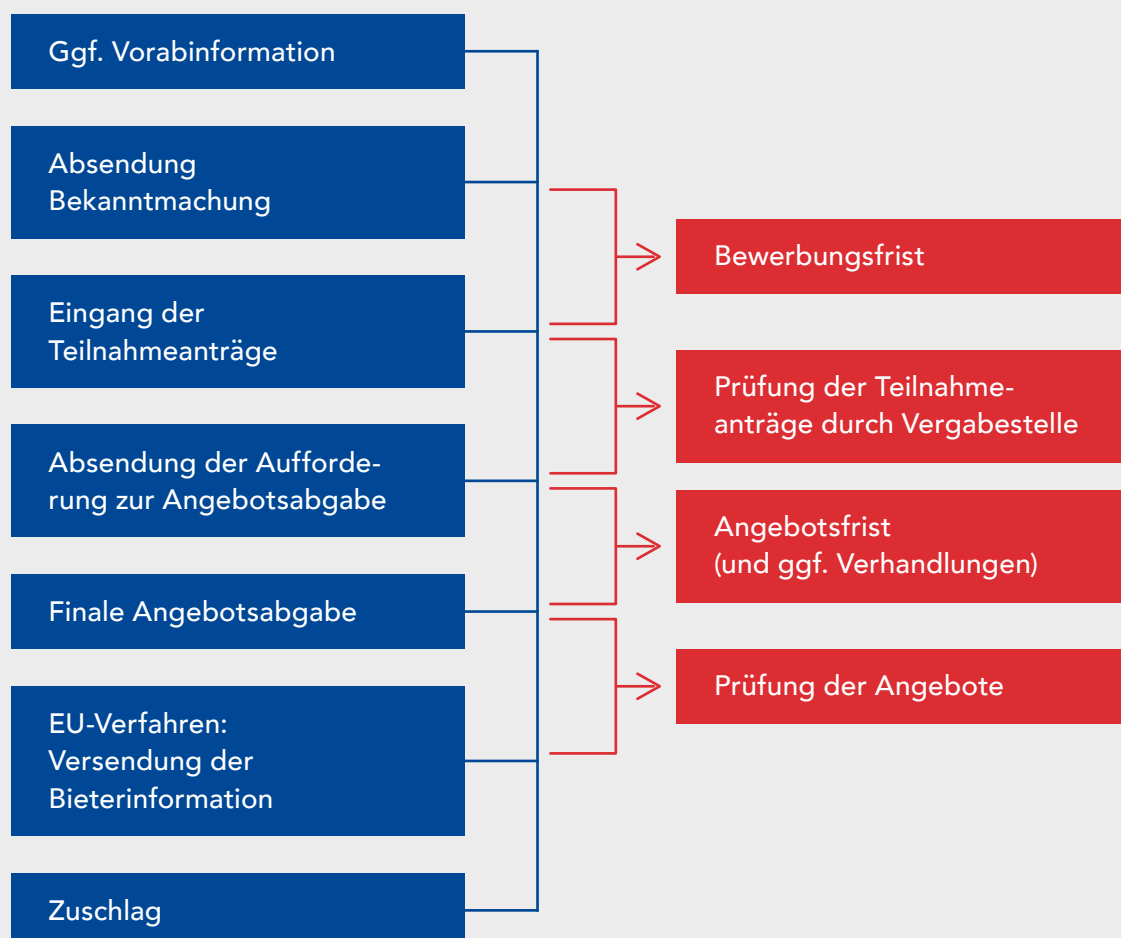 Ggf. Vorabinformation
Absendung
Bekanntmachung
Bewerbungsfrist
Eingang der
Teilnahmeanträge
Prüfung der Teilnahme-
anträge durch Vergabestelle
Absendung der Aufforde-
rung zur Angebotsabgabe
Angebotsfrist
(und ggf. Verhandlungen)
Finale Angebotsabgabe
Prüfung der Angebote
EU-Verfahren:
Versendung der
Bieterinformation
Zuschlag